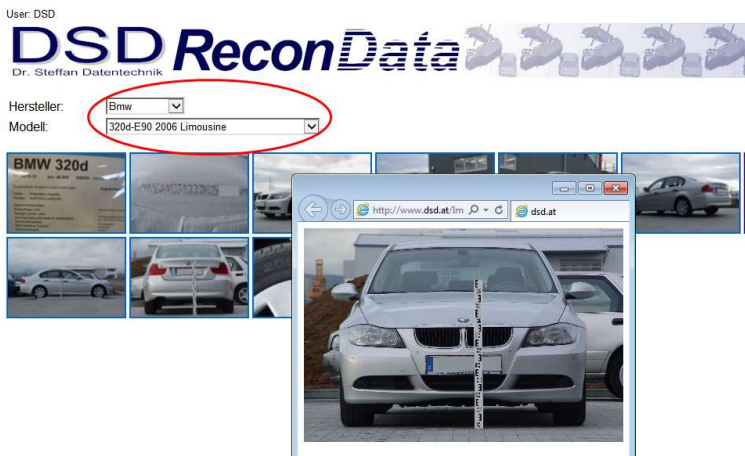 User: DSD
DSD ReconData
Dr. Steffan Datentechnik
Hersteller: Bmw
Modell: 320d-E90 2006 Limousine
BMW 320d
http://www.dsd.at/Im
dsd.at